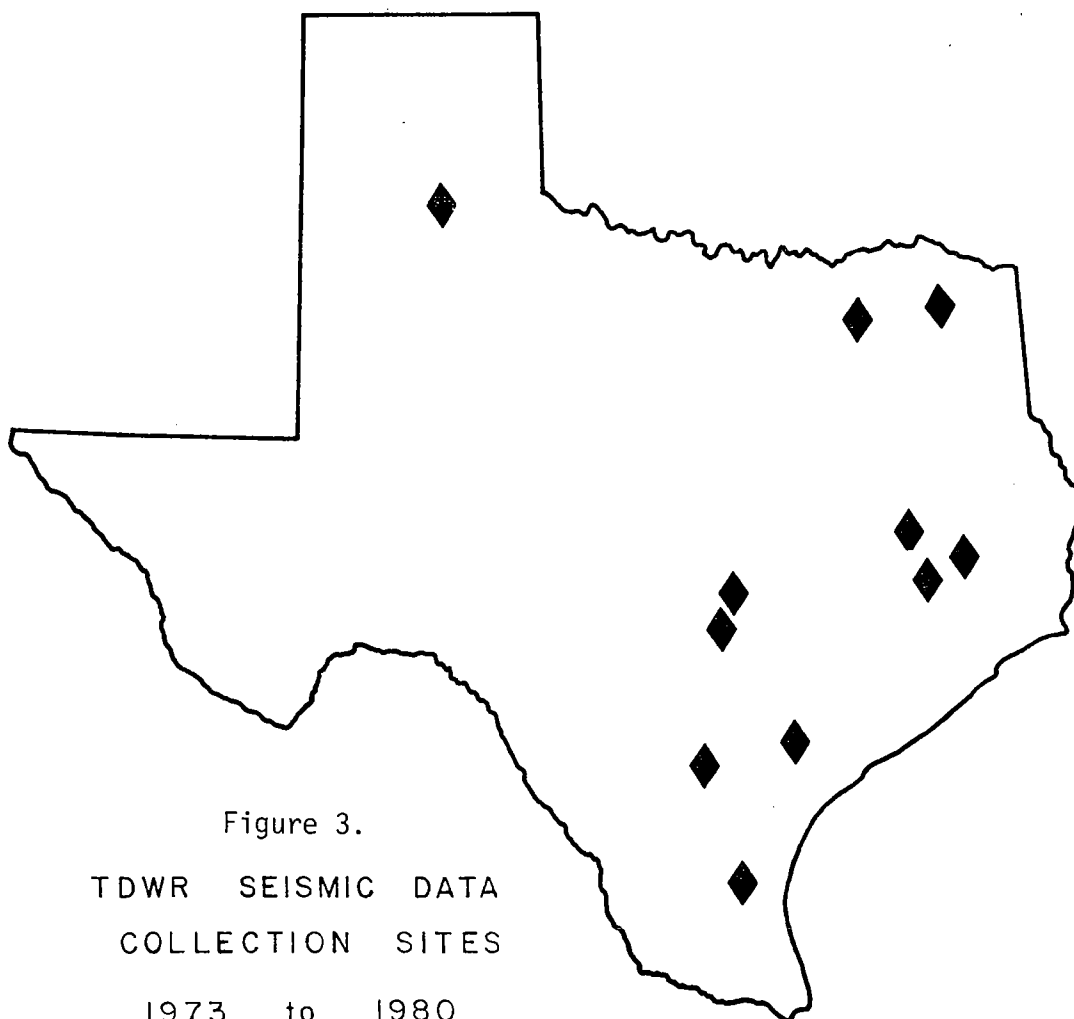 Figure 3.
TDWR SEISMIC DATA
COLLECTION SITES
1973 to 1980